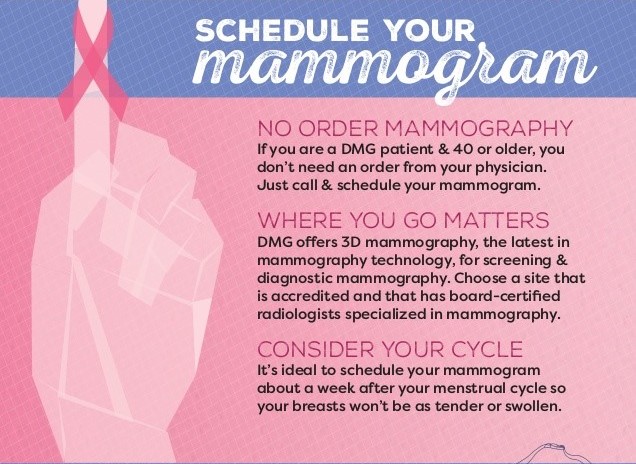 SCHEDULE YOUR
mammogram
NO ORDER MAMMOGRAPHY
If you are a DMG patient & 40 or older, you
don't need an order from your physician.
Just call & schedule your mammogram.
WHERE YOU GO MATTERS
DMG offers 3D mammography, the latest in
mammography technology, for screening &
diagnostic mammography. Choose a site that
is accredited and that has board-certified
radiologists specialized in mammography.
CONSIDER YOUR CYCLE
It's ideal to schedule your mammogram
about a week after your menstrual cycle so
your breasts won't be as tender or swollen.